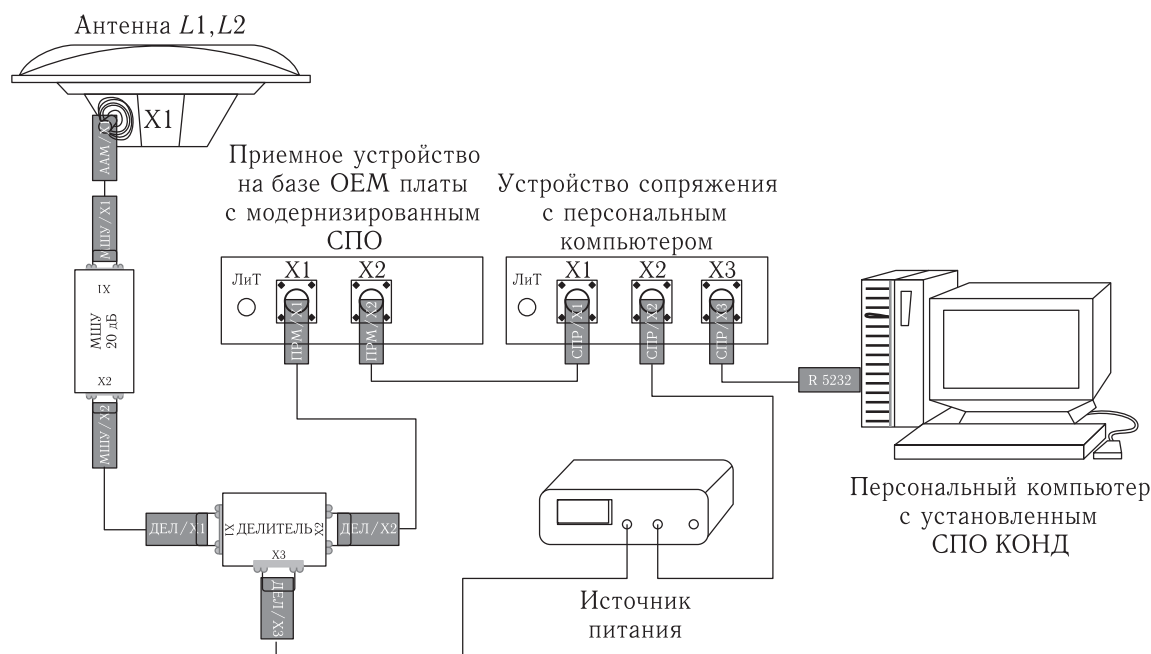 Антенна L1,L2
X1
ААМ/X1
МШУ/X1
IX
МШУ
20 дБ
X2
МШУ/X2
Приемное устройство
на базе OEM платы
с модернизированным
СПО
ЛиТ
X1
X2
ПРМ/X1
ПРМ/X2
Устройство сопряжения
с персональным
компьютером
ЛиТ
X1
X2
X3
СПР/X1
СПР/X2
СПР/X3
R 5232
Персональный компьютер
с установленным
СПО КОНД
ДЕЛ/X1
IX
ДЕЛИТЕЛЬ
X2
X3
ДЕЛ/X2
ДЕЛ/X3
Источник
питания